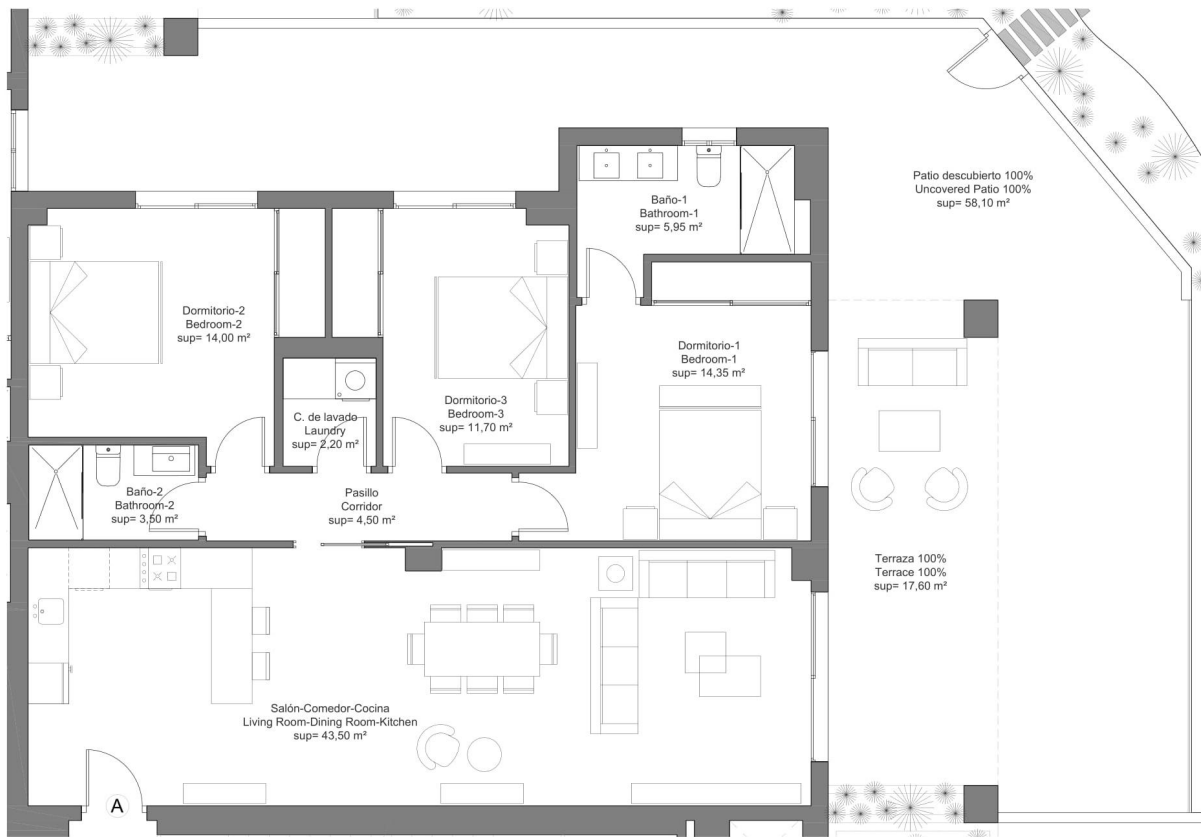 Patio descubierto 100%
Uncovered Patio 100%
sup= 58,10 m²
Baño-1
Bathroom-1
sup= 5,95 m²
Dormitorio-2
Bedroom-2
sup= 14,00 m²
Dormitorio-1
Bedroom-1
sup= 14,35 m²
Dormitorio-3
Bedroom-3
sup= 11,70 m²
C. de lavado
Laundry
sup= 2,20 m²
Baño-2
Bathroom-2
sup= 3,50 m²
Pasillo
Corridor
sup= 4,50 m²
Terraza 100%
Terrace 100%
sup= 17,60 m²
Salón-Comedor-Cocina
Living Room-Dining Room-Kitchen
sup= 43,50 m²
A